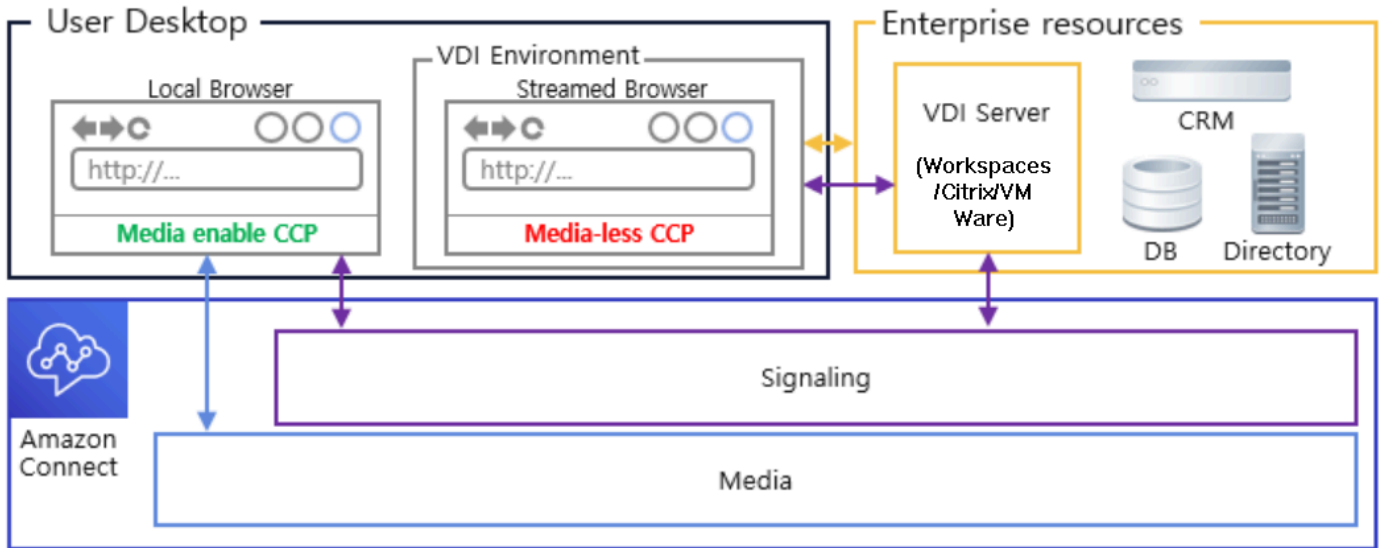 User Desktop
Enterprise resources
VDI Environment
Local Browser
Streamed Browser
http://...
http://...
Media enable CCP
Media-less CCP
VDI Server
(Workspaces
/Citrix/VM
Ware)
CRM
DB
Directory
Amazon
Connect
Signaling
Media